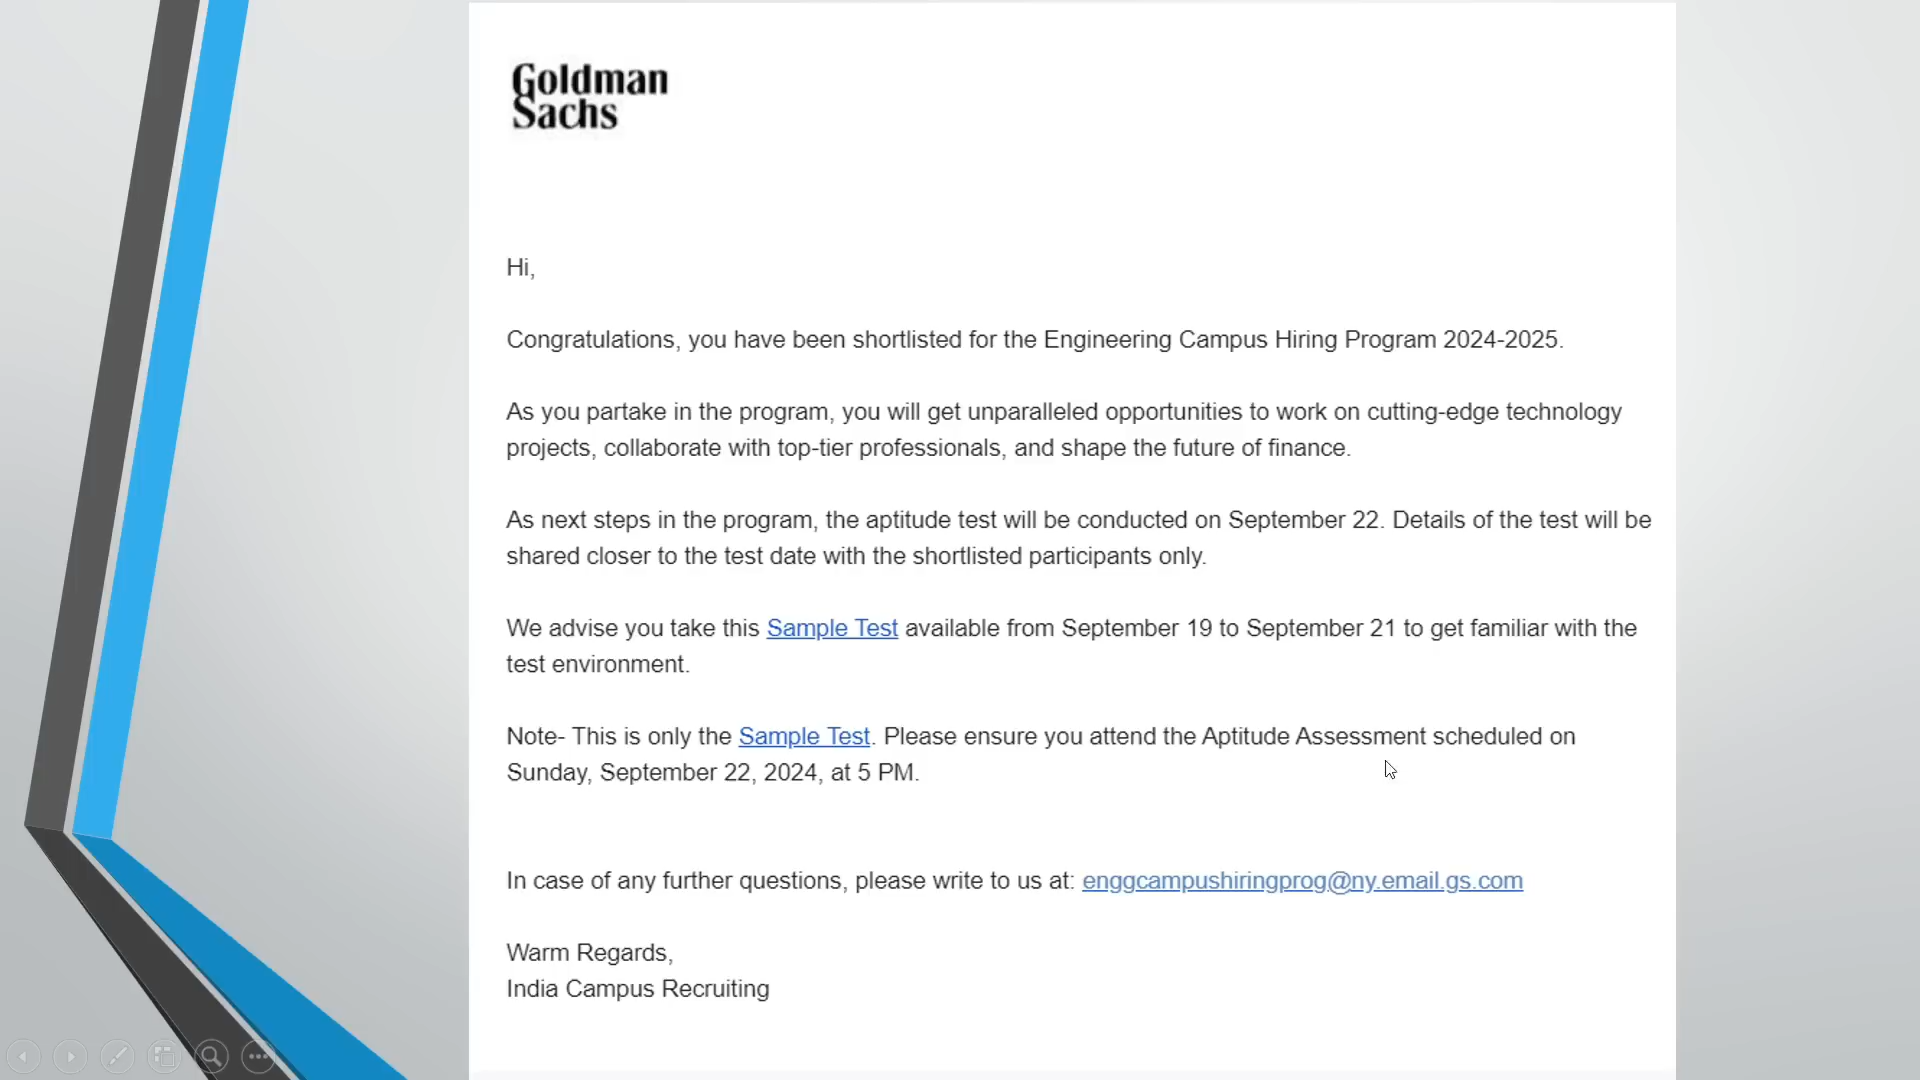 Goldman
Sachs
Hi,
Congratulations, you have been shortlisted for the Engineering Campus Hiring Program 2024-2025.
As you partake in the program, you will get unparalleled opportunities to work on cutting-edge technology
projects, collaborate with top-tier professionals, and shape the future of finance.
As next steps in the program, the aptitude test will be conducted on September 22. Details of the test will be
shared closer to the test date with the shortlisted participants only.
We advise you take this Sample Test available from September 19 to September 21 to get familiar with the
test environment.
Note- This is only the Sample Test. Please ensure you attend the Aptitude Assessment scheduled on
Sunday, September 22, 2024, at 5 PM.
In case of any further questions, please write to us at: enggcampushiringprog@ny.email.gs.com
Warm Regards,
India Campus Recruiting